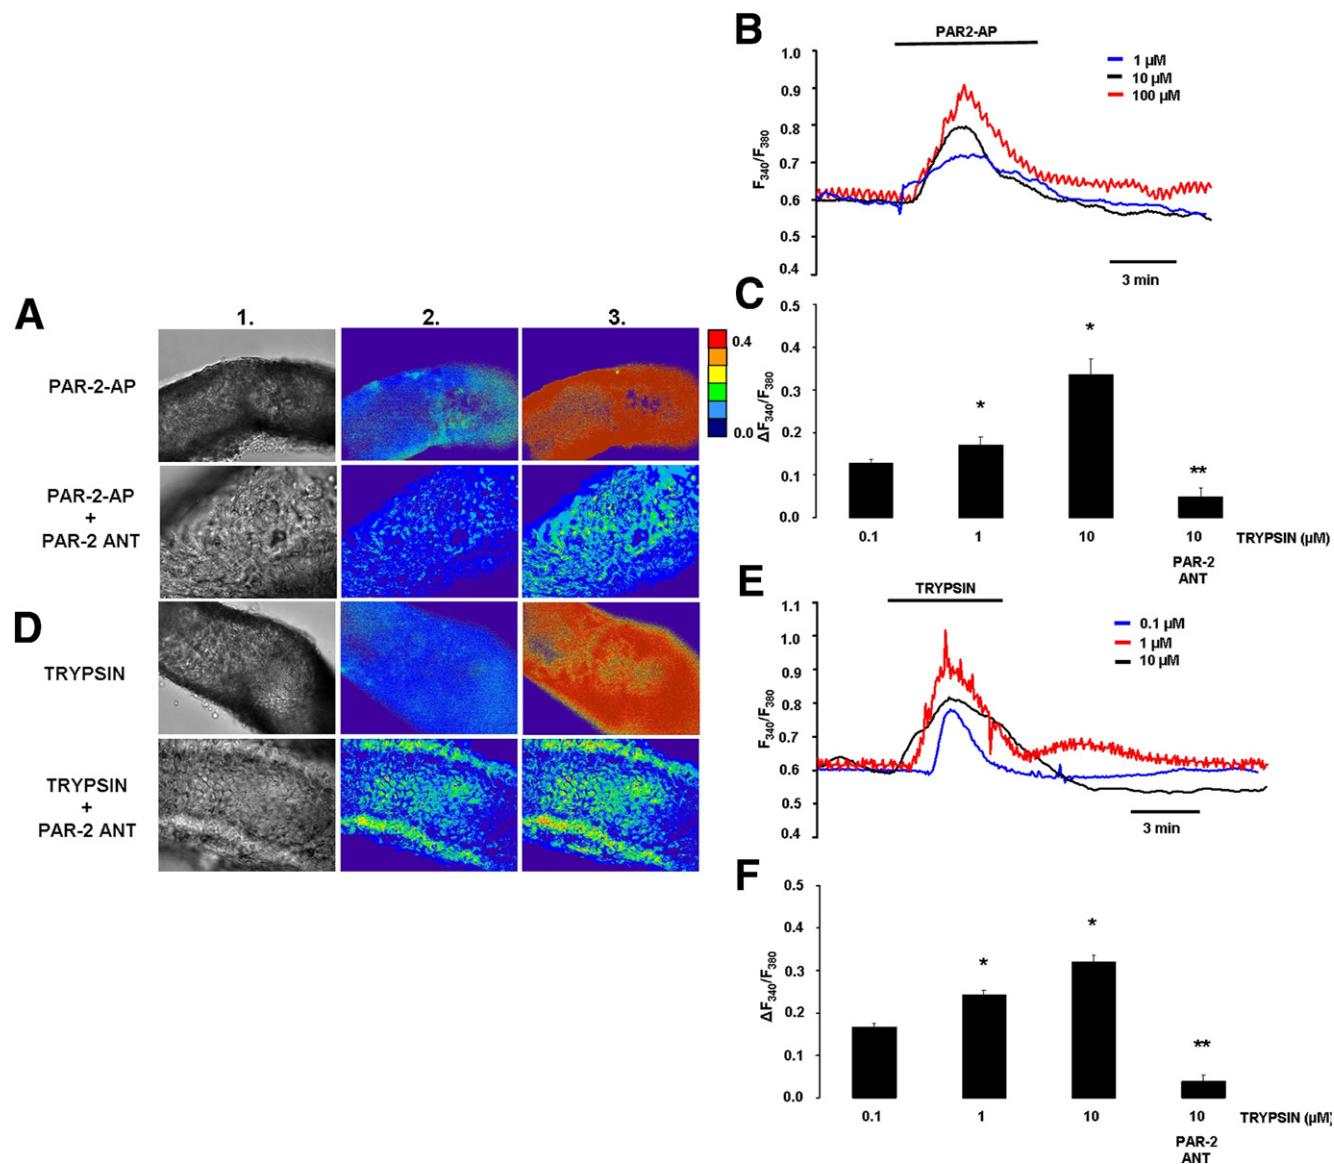 B
PAR2-AP
1.0
0.9
0.8
0.7
0.6
0.5
0.4
F340/F380
1 µM
10 µM
100 µM
3 min
A
1.
2.
3.
PAR-2-AP
0.4
0.0
PAR-2-AP
+
PAR-2 ANT
C
0.5
0.4
0.3
0.2
0.1
0.0
ΔF340/F380
*
*
**
0.1
1
10
10
TRYPSIN (µM)
PAR-2
ANT
D
TRYPSIN
TRYPSIN
+
PAR-2 ANT
E
TRYPSIN
1.1
1.0
0.9
0.8
0.7
0.6
0.5
0.4
F340/F380
0.1 µM
1 µM
10 µM
3 min
F
0.5
0.4
0.3
0.2
0.1
0.0
ΔF340/F380
*
*
**
0.1
1
10
10
TRYPSIN (µM)
PAR-2
ANT